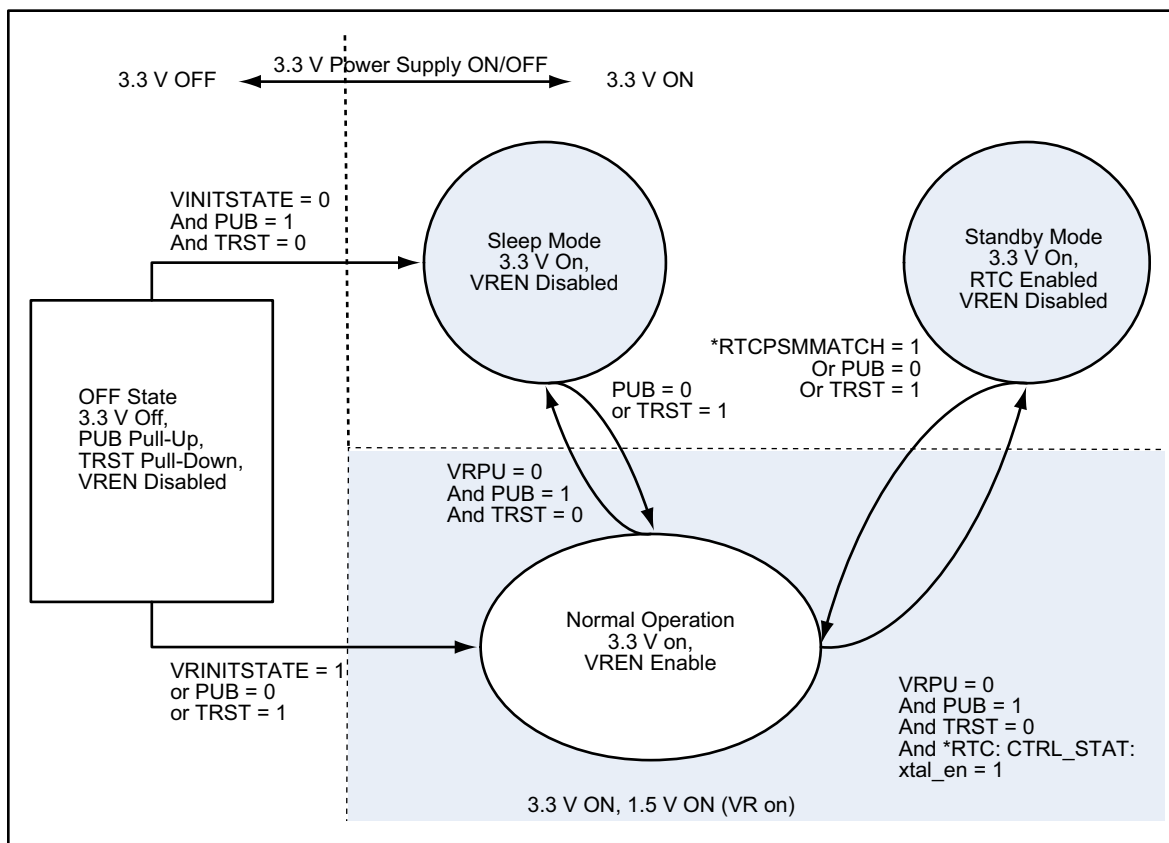 3.3 V OFF
3.3 V Power Supply ON/OFF
3.3 V ON
VINITSTATE = 0
And PUB = 1
And TRST = 0
Sleep Mode
3.3 V On,
VREN Disabled
Standby Mode
3.3 V On,
RTC Enabled
VREN Disabled
*RTCPSMMATCH = 1
Or PUB = 0
Or TRST = 1
PUB = 0
or TRST = 1
OFF State
3.3 V Off,
PUB Pull-Up,
TRST Pull-Down,
VREN Disabled
VRPU = 0
And PUB = 1
And TRST = 0
Normal Operation
3.3 V on,
VREN Enable
VRINITSTATE = 1
or PUB = 0
or TRST = 1
VRPU = 0
And PUB = 1
And TRST = 0
And *RTC: CTRL_STAT:
xtal_en = 1
3.3 V ON, 1.5 V ON (VR on)